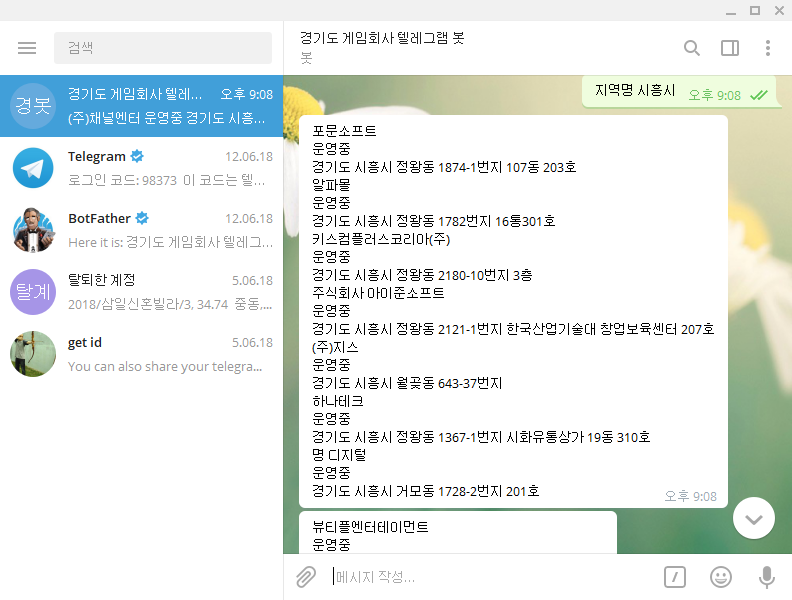 검색
경봇
경기도 게임회사 텔레... 오후 9:08
(주)채널엔터 운영중 경기도 시흥...
Telegram 12.06.18
로그인 코드: 98373 이 코드는 텔...
BotFather 12.06.18
Here it is: 경기도 게임회사 텔레그...
탈계
탈퇴한 계정 5.06.18
2018/삼일신혼빌라/3, 34.74 중동,...
get id 5.06.18
You can also share your telegra...
경기도 게임회사 텔레그램 봇
봇
지역명 시흥시 오후 9:08
포문소프트
운영중
경기도 시흥시 정왕동 1874-1번지 107동 203호
알파몰
운영중
경기도 시흥시 정왕동 1782번지 16통301호
키스컴플러스코리아(주)
운영중
경기도 시흥시 정왕동 2180-10번지 3층
주식회사 아이준소프트
운영중
경기도 시흥시 정왕동 2121-1번지 한국산업기술대 창업보육센터 207호
(주)지스
운영중
경기도 시흥시 월곶동 643-37번지
하나테크
운영중
경기도 시흥시 정왕동 1367-1번지 시화유통상가 19동 310호
명 디지털
운영중
경기도 시흥시 거모동 1728-2번지 201호
오후 9:08
뷰티플엔터테이먼트
운영중
메시지 작성...